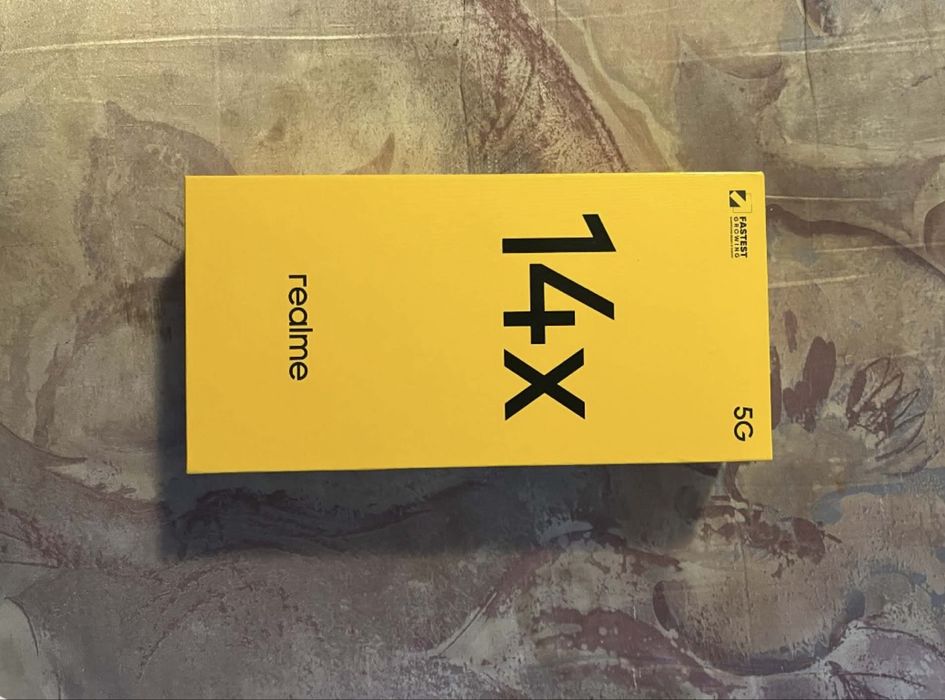 FASTEST
GROWING
5G
14x
realme